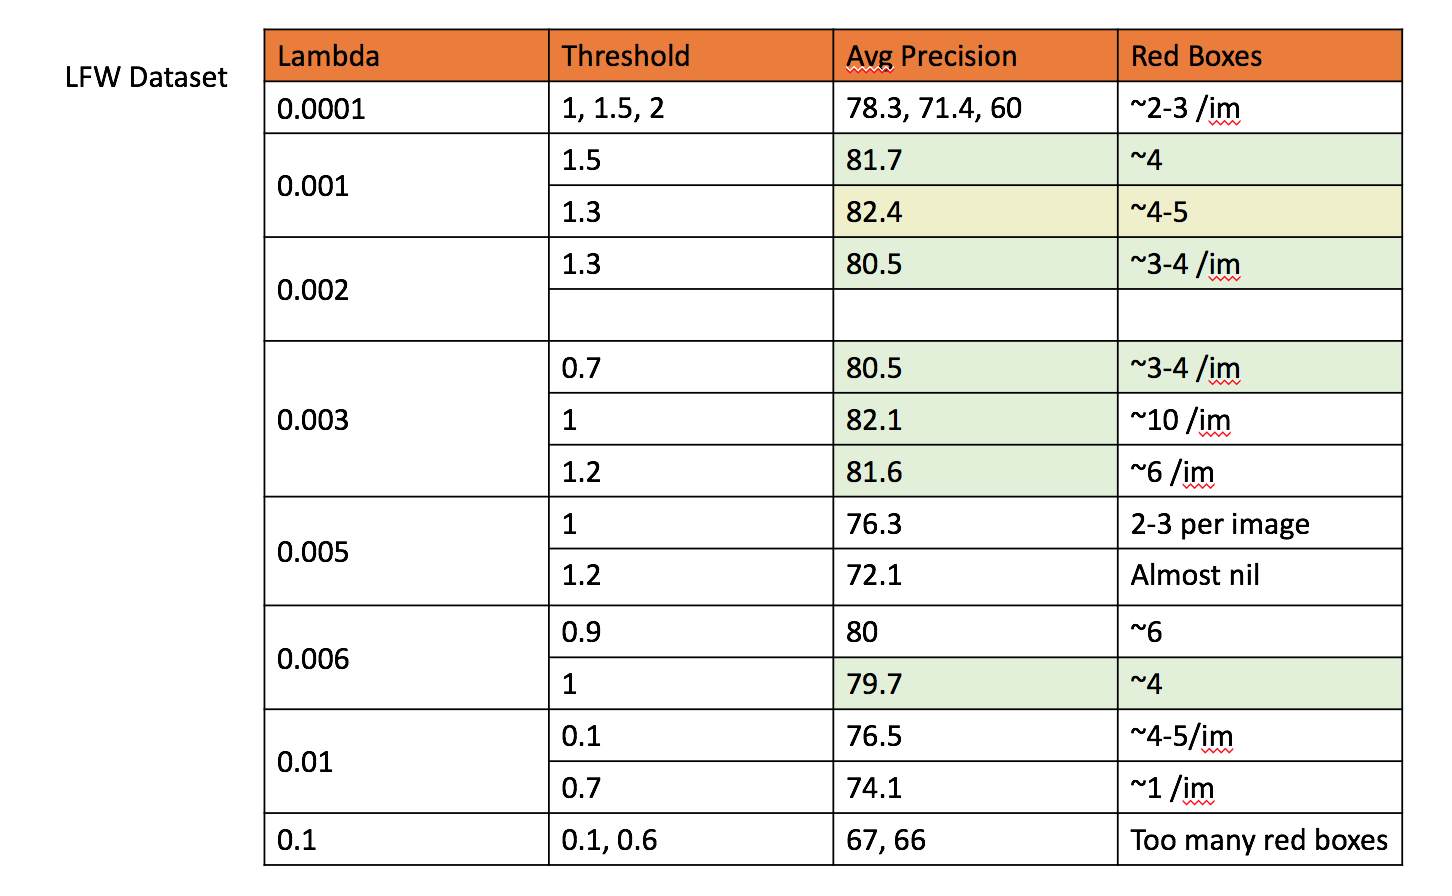 LFW Dataset
Lambda Threshold Avg Precision Red Boxes
0.0001 1, 1.5, 2 78.3, 71.4, 60 ~2-3 /im
0.001 1.5 81.7 ~4
1.3 82.4 ~4-5
0.002 1.3 80.5 ~3-4 /im
0.003 0.7 80.5 ~3-4 /im
1 82.1 ~10 /im
1.2 81.6 ~6 /im
0.005 1 76.3 2-3 per image
1.2 72.1 Almost nil
0.006 0.9 80 ~6
1 79.7 ~4
0.01 0.1 76.5 ~4-5/im
0.7 74.1 ~1 /im
0.1 0.1, 0.6 67, 66 Too many red boxes